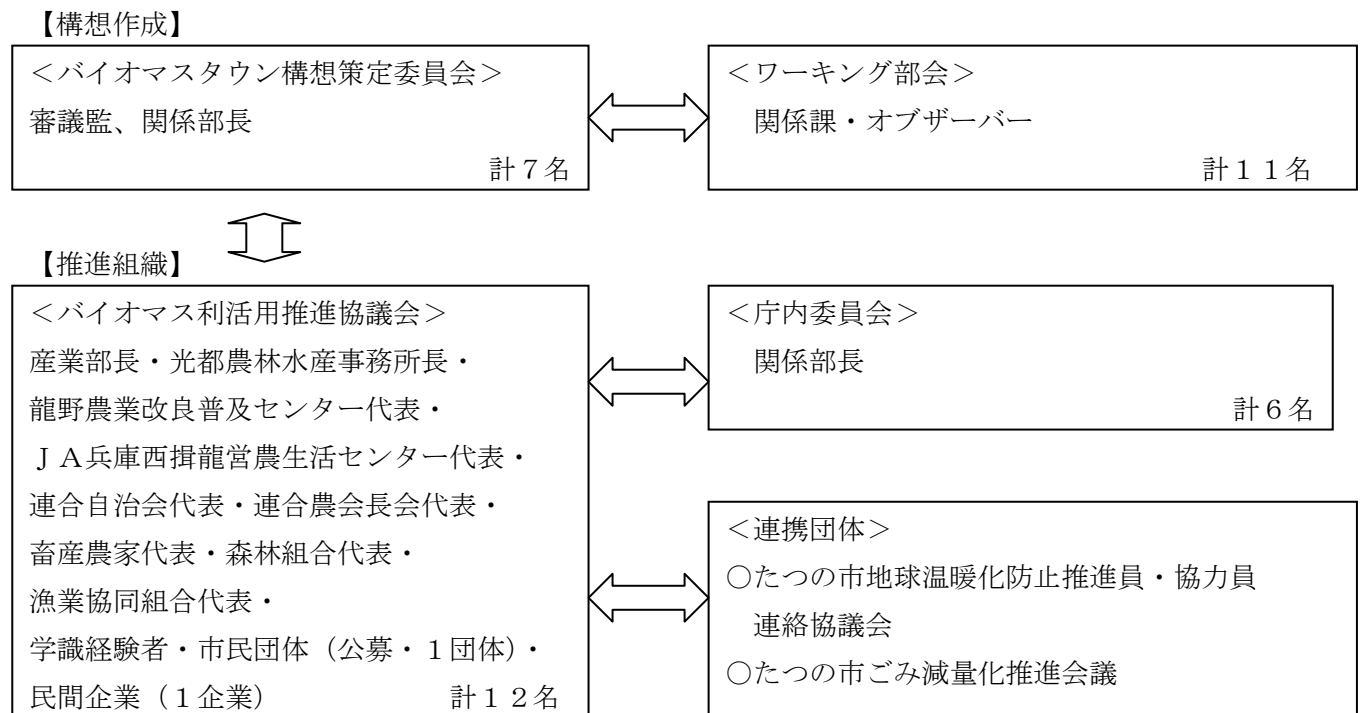 【構想作成】
＜バイオマスタウン構想策定委員会＞
審議監、関係部長
計７名
＜ワーキング部会＞
関係課・オブザーバー
計１１名
【推進組織】
＜バイオマス利活用推進協議会＞
産業部長・光都農林水産事務所長・
龍野農業改良普及センター代表・
ＪＡ兵庫西揖龍営農生活センター代表・
連合自治会代表・連合農会長会代表・
畜産農家代表・森林組合代表・
漁業協同組合代表・
学識経験者・市民団体（公募・１団体）・
民間企業（１企業） 計１２名
＜庁内委員会＞
関係部長
計６名
＜連携団体＞
○たつの市地球温暖化防止推進員・協力員
連絡協議会
○たつの市ごみ減量化推進会議